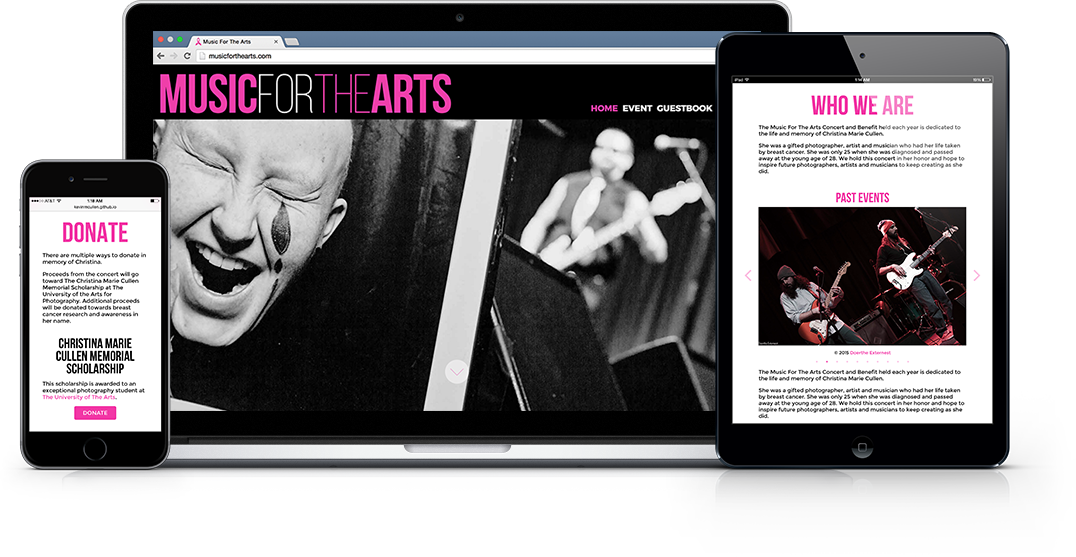 Music For The Arts
musicforthearts.com
MUSICFORTHEARTS
HOME EVENT GUESTBOOK
AT&T 1:18 AM
kevinmcullen.github.io
DONATE
There are multiple ways to donate in
memory of Christina.
Proceeds from the concert will go
toward The Christina Marie Cullen
Memorial Scholarship at The
University of the Arts for
Photography. Additional proceeds
will be donated towards breast
cancer research and awareness in
her name.
CHRISTINA MARIE
CULLEN MEMORIAL
SCHOLARSHIP
This scholarship is awarded to an
exceptional photography student at
The University of The Arts.
DONATE
iPad 1:14 AM
WHO WE ARE
The Music For The Arts Concert and Benefit held each year is dedicated to
the life and memory of Christina Marie Cullen.
She was a gifted photographer, artist and musician who had her life taken
by breast cancer. She was only 25 when she was diagnosed and passed
away at the young age of 28. We hold this concert in her honor and hope to
inspire future photographers, artists and musicians to keep creating as she
did.
PAST EVENTS
© 2015 Doerthe Externest
The Music For The Arts Concert and Benefit held each year is dedicated to
the life and memory of Christina Marie Cullen.
She was a gifted photographer, artist and musician who had her life taken
by breast cancer. She was only 25 when she was diagnosed and passed
away at the young age of 28. We hold this concert in her honor and hope to
inspire future photographers, artists and musicians to keep creating as she
did.